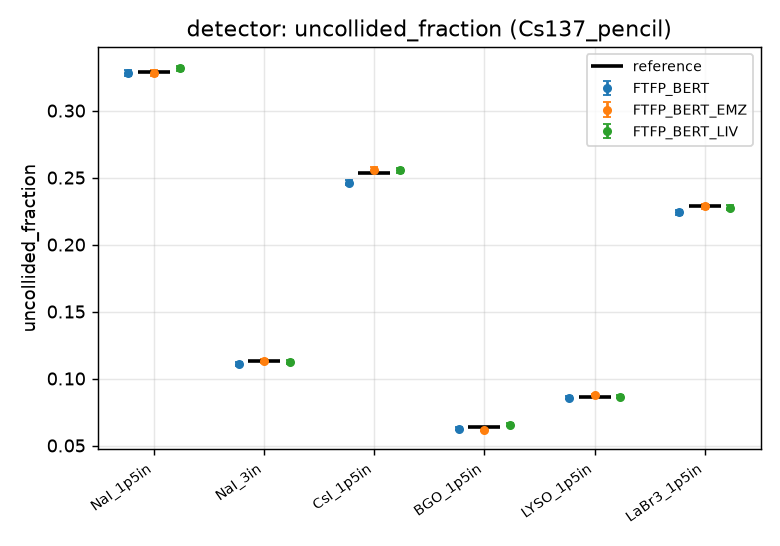 detector: uncollided_fraction (Cs137_pencil)
uncollided_fraction
0.30
0.25
0.20
0.15
0.10
0.05
reference
FTFP_BERT
FTFP_BERT_EMZ
FTFP_BERT_LIV
NaI_1p5in
NaI_3in
CsI_1p5in
BGO_1p5in
LYSO_1p5in
LaBr3_1p5in